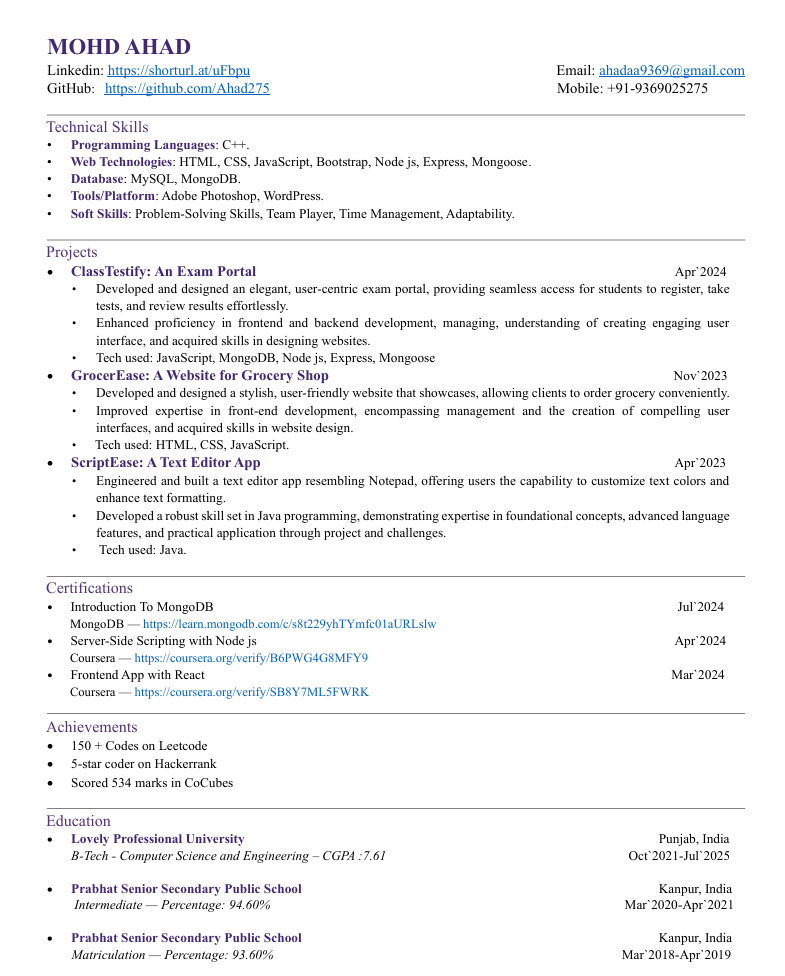 MOHD AHAD
Linkedin: https://shorturl.at/uFbpu Email: ahadaa9369@gmail.com
GitHub: https://github.com/Ahad275 Mobile: +91-9369025275
Technical Skills
• Programming Languages: C++.
• Web Technologies: HTML, CSS, JavaScript, Bootstrap, Node js, Express, Mongoose.
• Database: MySQL, MongoDB.
• Tools/Platform: Adobe Photoshop, WordPress.
• Soft Skills: Problem-Solving Skills, Team Player, Time Management, Adaptability.
Projects
• ClassTestify: An Exam Portal Apr`2024
• Developed and designed an elegant, user-centric exam portal, providing seamless access for students to register, take
tests, and review results effortlessly.
• Enhanced proficiency in frontend and backend development, managing, understanding of creating engaging user
interface, and acquired skills in designing websites.
• Tech used: JavaScript, MongoDB, Node js, Express, Mongoose
• GrocerEase: A Website for Grocery Shop Nov`2023
• Developed and designed a stylish, user-friendly website that showcases, allowing clients to order grocery conveniently.
• Improved expertise in front-end development, encompassing management and the creation of compelling user
interfaces, and acquired skills in website design.
• Tech used: HTML, CSS, JavaScript.
• ScriptEase: A Text Editor App Apr`2023
• Engineered and built a text editor app resembling Notepad, offering users the capability to customize text colors and
enhance text formatting.
• Developed a robust skill set in Java programming, demonstrating expertise in foundational concepts, advanced language
features, and practical application through project and challenges.
• Tech used: Java.
Certifications
• Introduction To MongoDB Jul`2024
MongoDB — https://learn.mongodb.com/c/s8t229yhTYmfc01aURLslw
• Server-Side Scripting with Node js Apr`2024
Coursera — https://coursera.org/verify/B6PWG4G8MFY9
• Frontend App with React Mar`2024
Coursera — https://coursera.org/verify/SB8Y7ML5FWRK
Achievements
• 150 + Codes on Leetcode
• 5-star coder on Hackerrank
• Scored 534 marks in CoCubes
Education
• Lovely Professional University Punjab, India
B-Tech - Computer Science and Engineering – CGPA :7.61 Oct`2021-Jul`2025
• Prabhat Senior Secondary Public School Kanpur, India
Intermediate — Percentage: 94.60% Mar`2020-Apr`2021
• Prabhat Senior Secondary Public School Kanpur, India
Matriculation — Percentage: 93.60% Mar`2018-Apr`2019